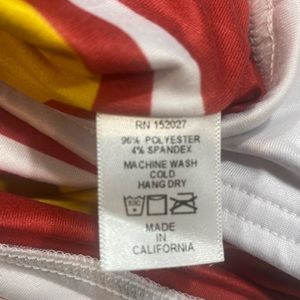 RN 152027
96% POLYESTER
4% SPANDEX
MACHINE WASH
COLD
HANG DRY
MADE
IN
CALIFORNIA